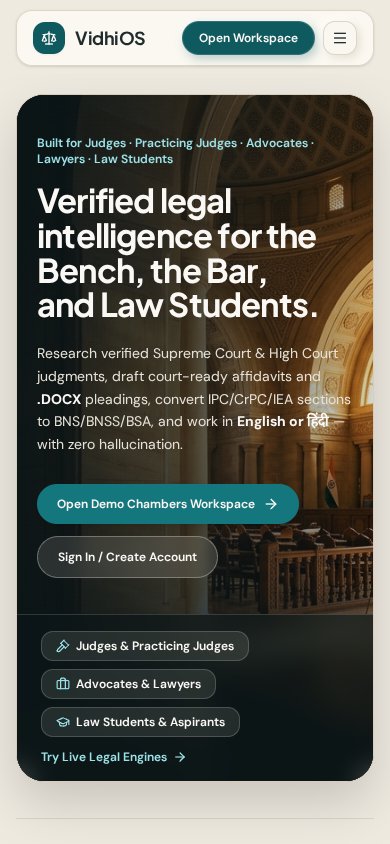 VidhiOS
Open Workspace
Built for Judges · Practicing Judges · Advocates ·
Lawyers · Law Students
Verified legal
intelligence for the
Bench, the Bar,
and Law Students.
Research verified Supreme Court & High Court
judgments, draft court-ready affidavits and
.DOCX pleadings, convert IPC/CrPC/IEA sections
to BNS/BNSS/BSA, and work in English or हिंदी —
with zero hallucination.
Open Demo Chambers Workspace →
Sign In / Create Account
Judges & Practicing Judges
Advocates & Lawyers
Law Students & Aspirants
Try Live Legal Engines →